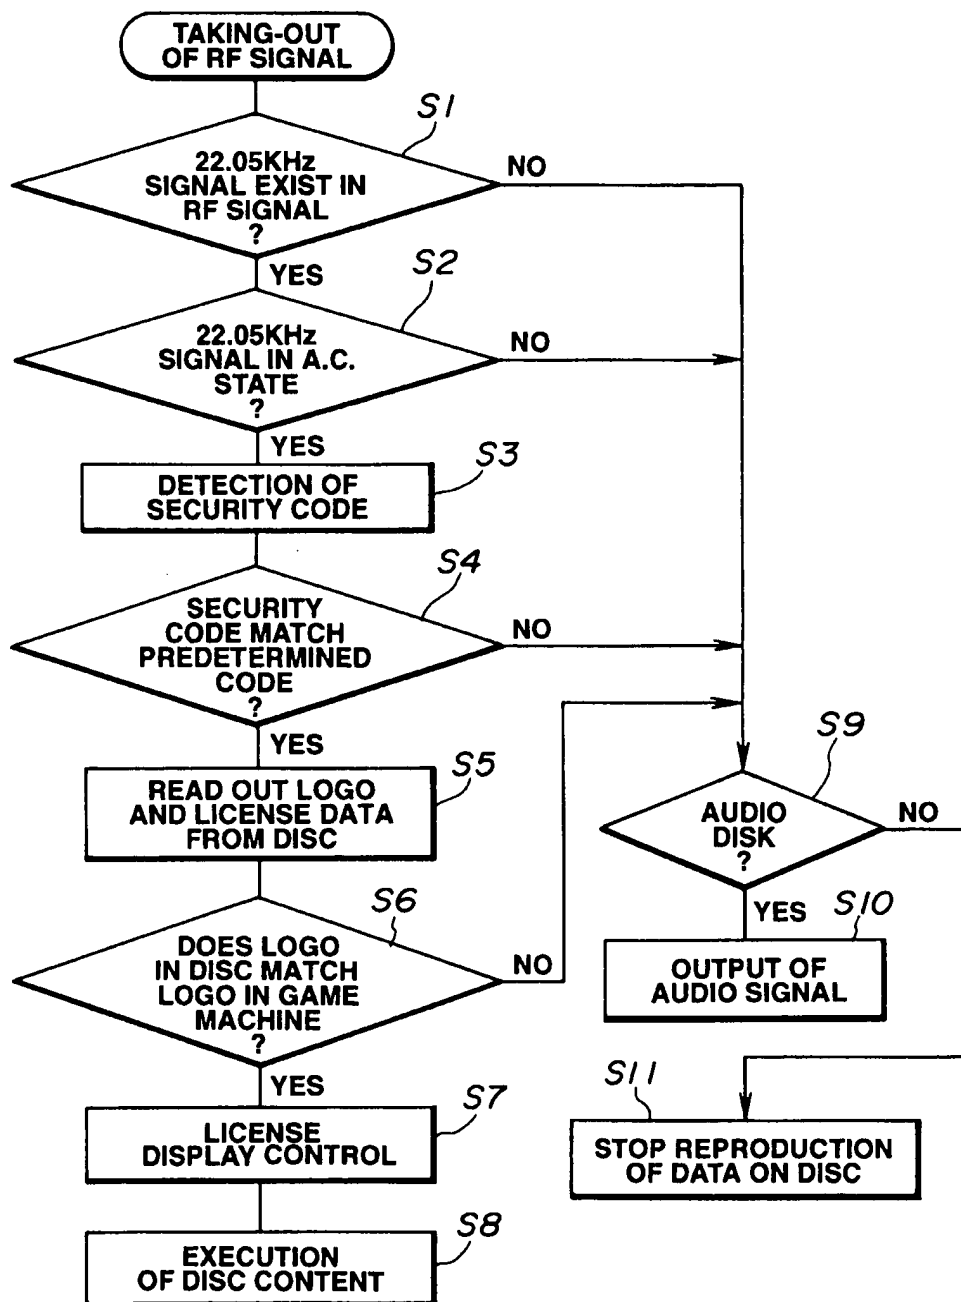 TAKING-OUT
OF RF SIGNAL
S1
22.05KHz
SIGNAL EXIST IN
RF SIGNAL
?
NO
YES
S2
22.05KHz
SIGNAL IN A.C.
STATE
?
NO
YES
S3
DETECTION OF
SECURITY CODE
S4
SECURITY
CODE MATCH
PREDETERMINED
CODE
?
NO
YES
S5
READ OUT LOGO
AND LICENSE DATA
FROM DISC
S6
DOES LOGO
IN DISC MATCH
LOGO IN GAME
MACHINE
?
NO
YES
S7
LICENSE
DISPLAY CONTROL
S8
EXECUTION
OF DISC CONTENT
S9
AUDIO
DISK
?
NO
YES
S10
OUTPUT OF
AUDIO SIGNAL
S11
STOP REPRODUCTION
OF DATA ON DISC